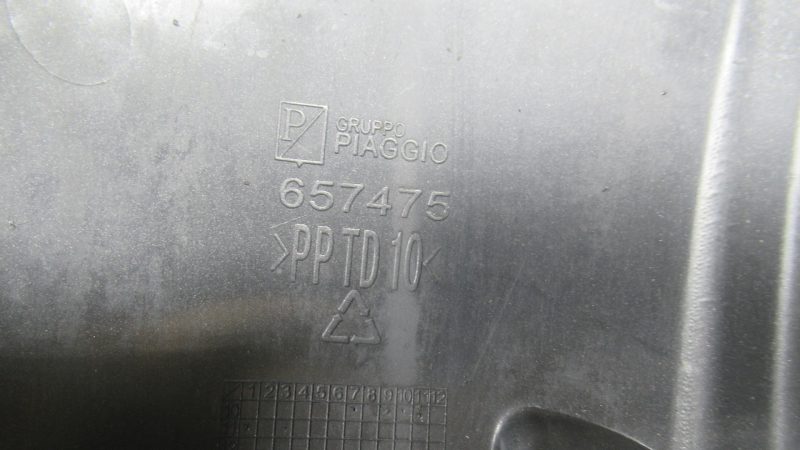 P GRUPPO
PIAGGIO
657475
>PP TD 10<
1 2 3 4 5 6 7 8 9 10 11 12